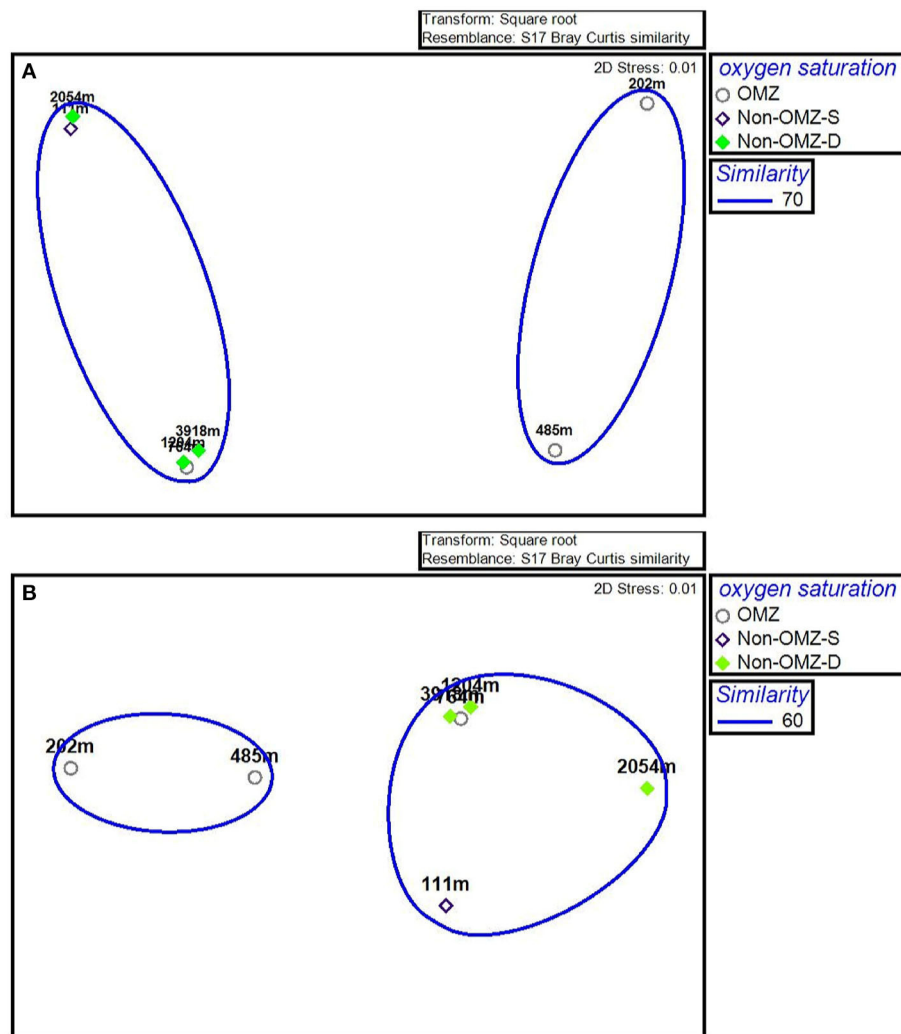 Transform: Square root
Resemblance: S17 Bray Curtis similarity
A
2D Stress: 0.01
oxygen saturation
OMZ
Non-OMZ-S
Non-OMZ-D
Similarity
70
2054m
202m
3918m
485m
Transform: Square root
Resemblance: S17 Bray Curtis similarity
B
2D Stress: 0.01
oxygen saturation
OMZ
Non-OMZ-S
Non-OMZ-D
Similarity
60
202m
485m
2054m
111m